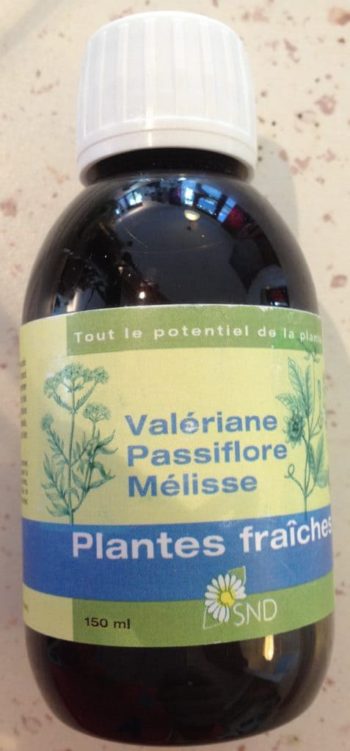 Tout le potentiel de la plante
Valériane
Passiflore
Mélisse
Plantes fraîches
SND
150 ml